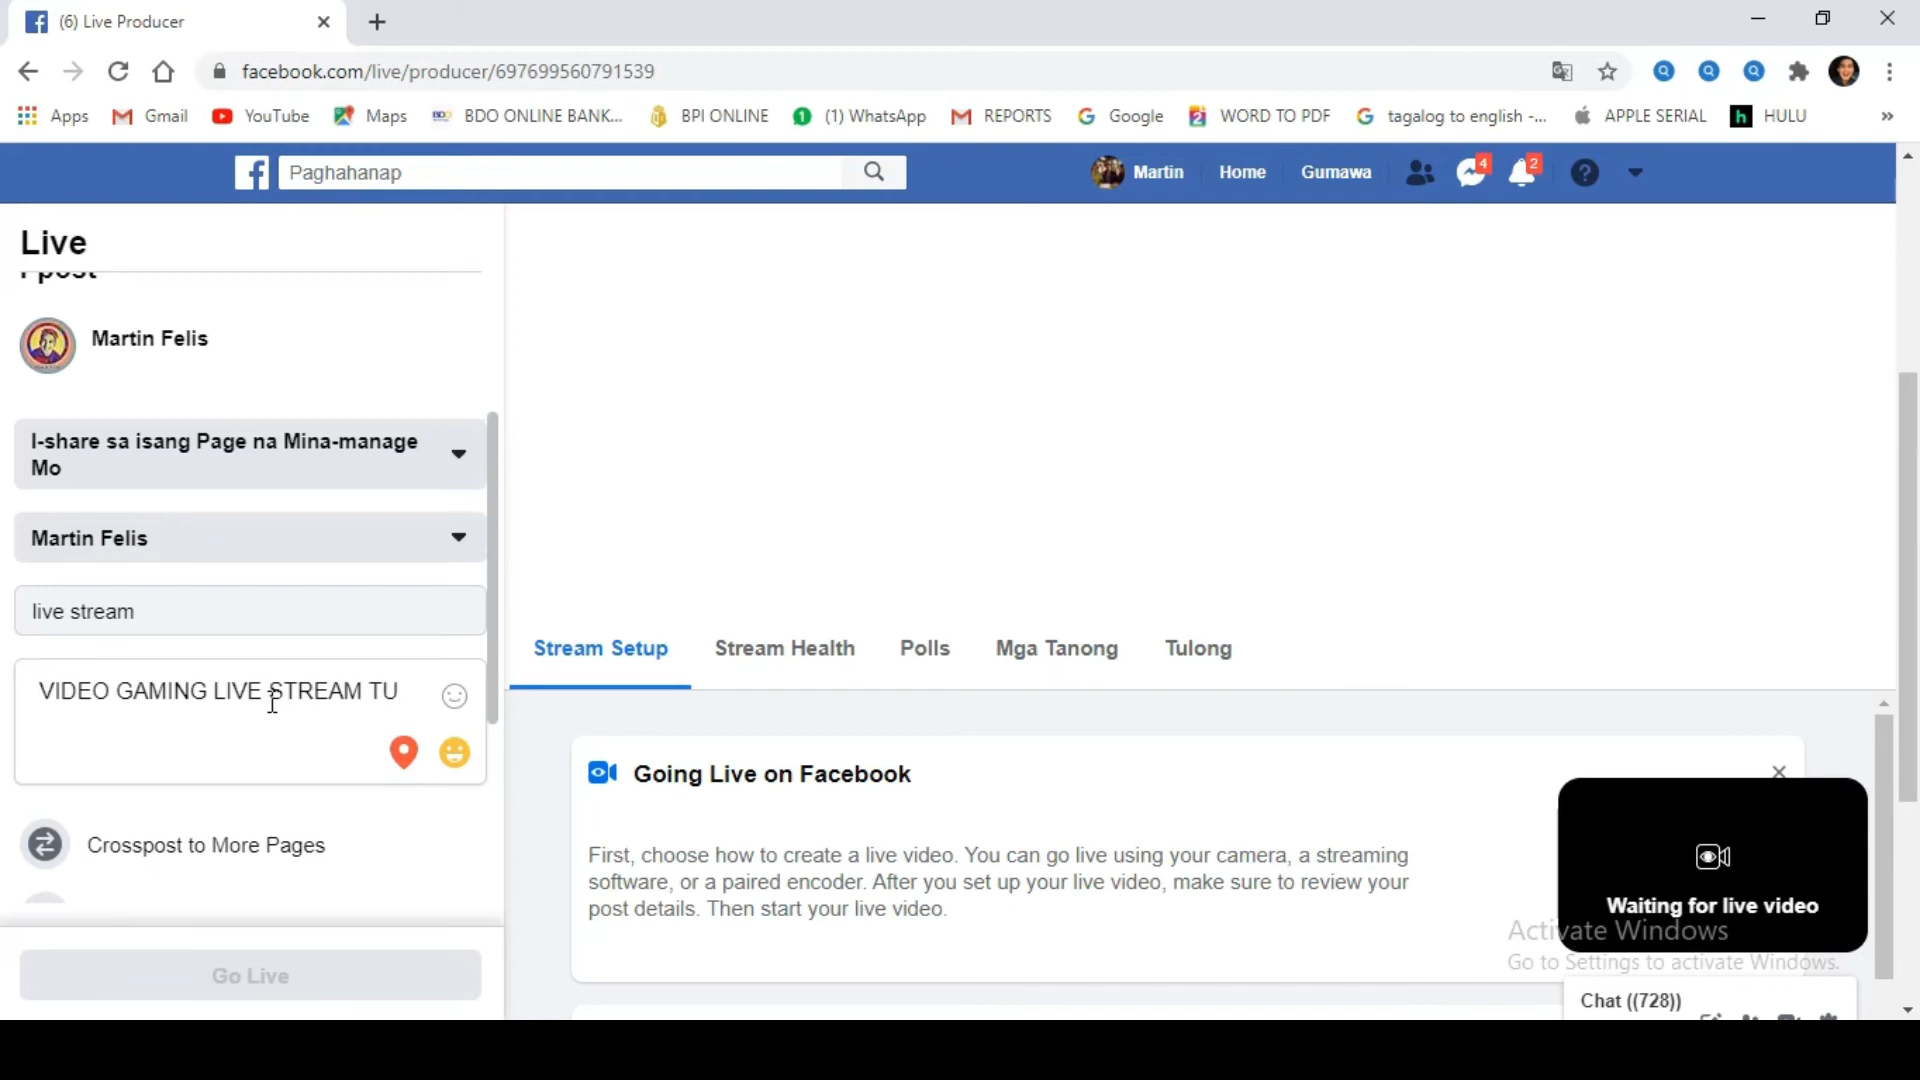 (6) Live Producer
facebook.com/live/producer/697699560791539
Apps
Gmail
YouTube
Maps
BDO ONLINE BANK...
BPI ONLINE
(1) WhatsApp
REPORTS
Google
WORD TO PDF
tagalog to english -...
APPLE SERIAL
HULU
»
Paghahanap
Martin
Home
Gumawa
4
2
Live
I-post
Martin Felis
I-share sa isang Page na Mina-manage
Mo
Martin Felis
live stream
VIDEO GAMING LIVE STREAM TU
Crosspost to More Pages
Go Live
Stream Setup
Stream Health
Polls
Mga Tanong
Tulong
Going Live on Facebook
First, choose how to create a live video. You can go live using your camera, a streaming
software, or a paired encoder. After you set up your live video, make sure to review your
post details. Then start your live video.
Waiting for live video
Activate Windows
Go to Settings to activate Windows.
Chat ((728))